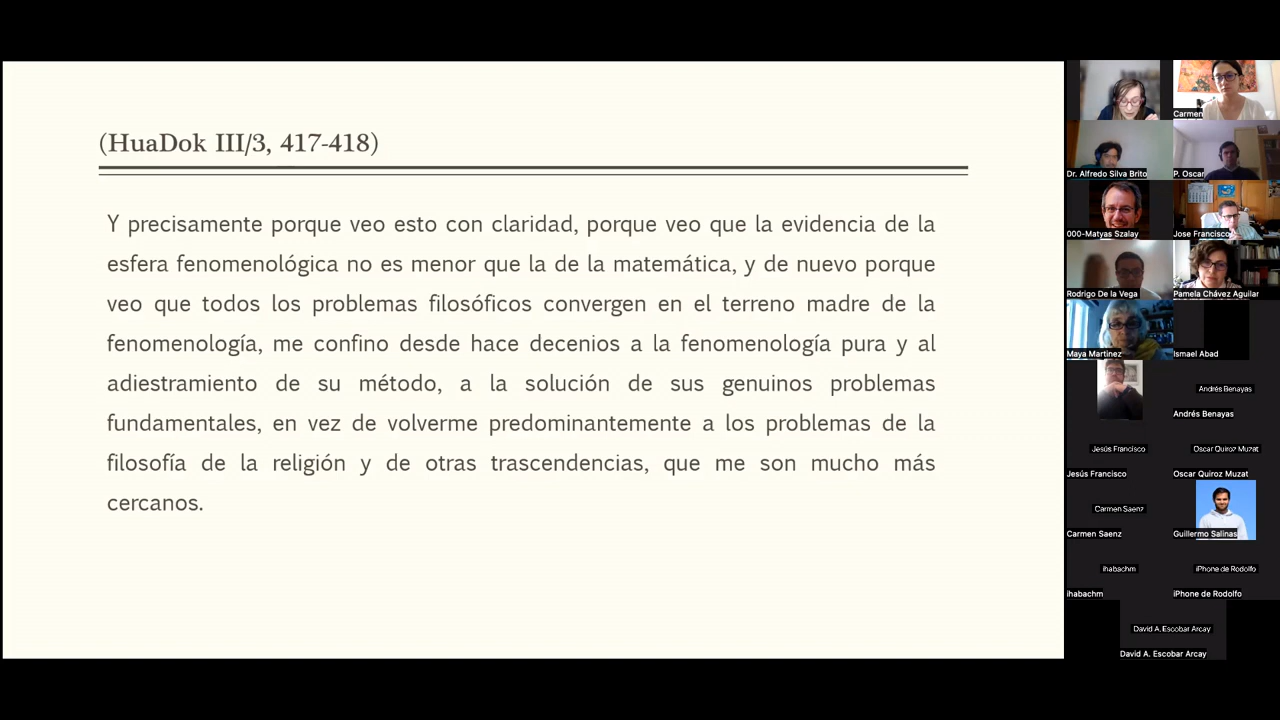 (HuaDok III/3, 417-418)
Y precisamente porque veo esto con claridad, porque veo que la evidencia de la
esfera fenomenológica no es menor que la de la matemática, y de nuevo porque
veo que todos los problemas filosóficos convergen en el terreno madre de la
fenomenología, me confino desde hace decenios a la fenomenología pura y al
adiestramiento de su método, a la solución de sus genuinos problemas
fundamentales, en vez de volverme predominantemente a los problemas de la
filosofía de la religión y de otras trascendencias, que me son mucho más
cercanos.
Carmen
Dr. Alfredo Silva Brito
P. Oscar
000-Matyas Szalay
Jose Francisco
Rodrigo De la Vega
Pamela Chávez Aguilar
Maya Martinez
Ismael Abad
Andrés Benayas
Andrés Benayas
Jesús Francisco
Oscar Quiroz Muzat
Jesús Francisco
Oscar Quiroz Muzat
Carmen Saenz
Carmen Saenz
Guillermo Salinas
ihabachm
iPhone de Rodolfo
ihabachm
iPhone de Rodolfo
David A. Escobar Arcay
David A. Escobar Arcay